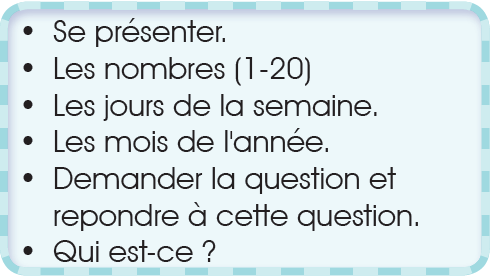 • Se présenter.
• Les nombres (1-20)
• Les jours de la semaine.
• Les mois de l'année.
• Demander la question et
repondre à cette question.
• Qui est-ce ?